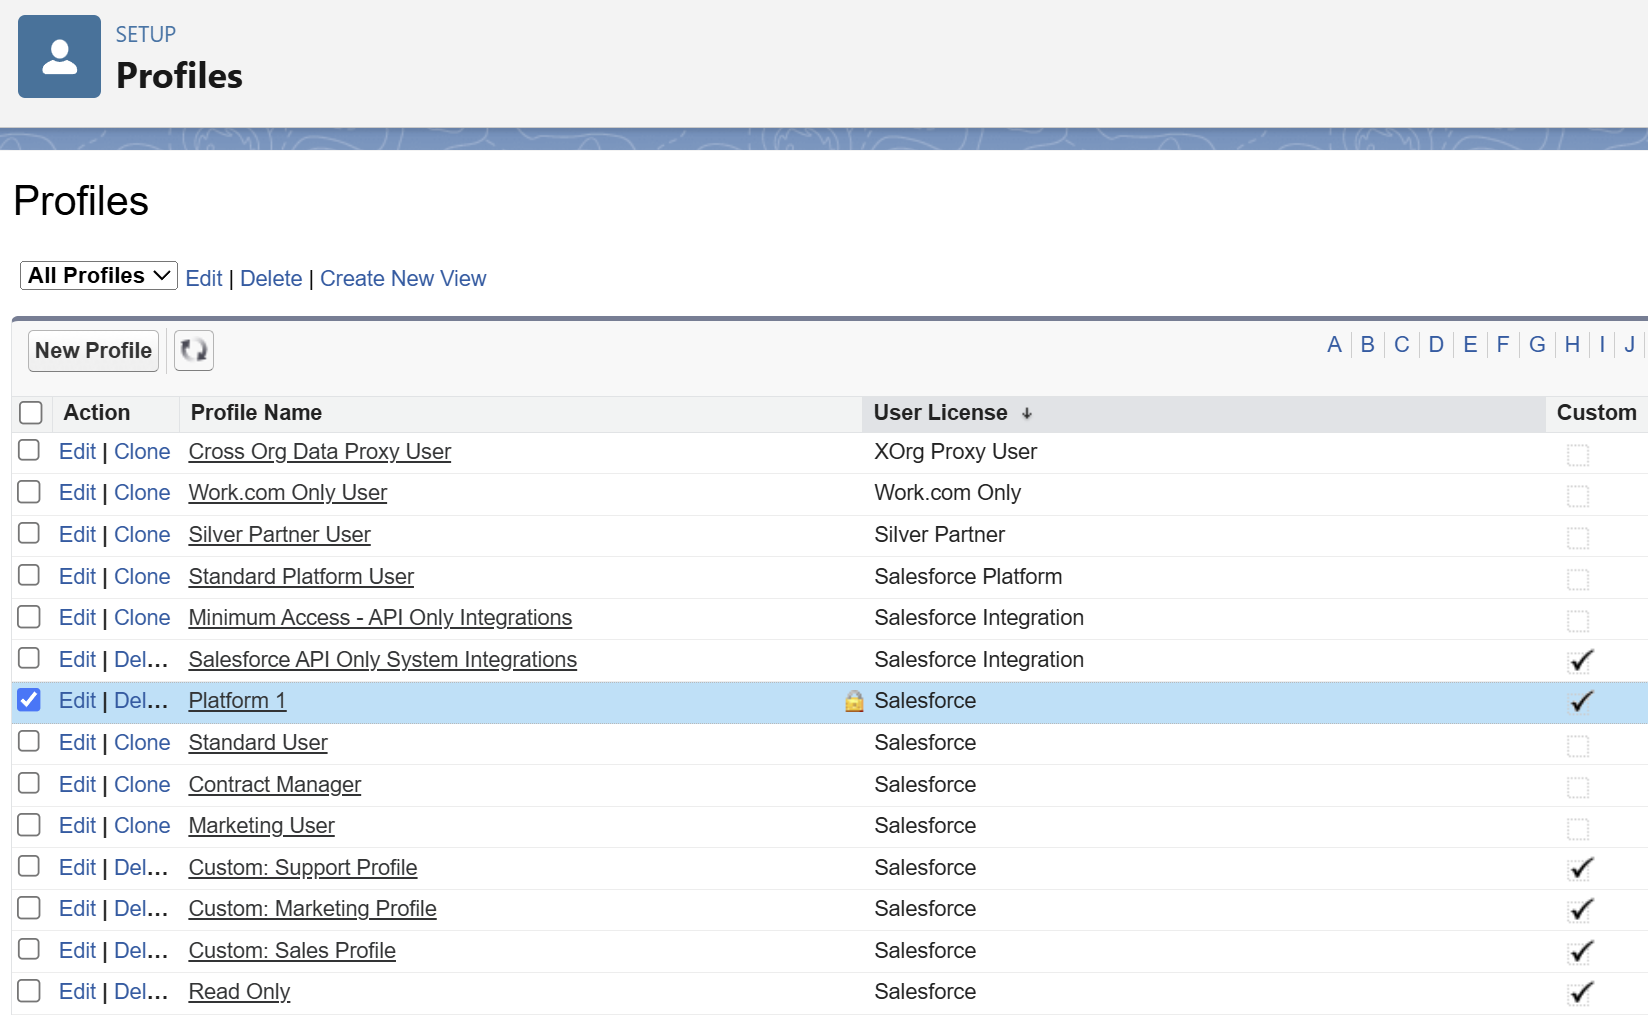 SETUP
Profiles
Profiles
All Profiles Edit | Delete | Create New View
New Profile A B C D E F G H I J
Action Profile Name User License Custom
Edit | Clone Cross Org Data Proxy User XOrg Proxy User
Edit | Clone Work.com Only User Work.com Only
Edit | Clone Silver Partner User Silver Partner
Edit | Clone Standard Platform User Salesforce Platform
Edit | Clone Minimum Access - API Only Integrations Salesforce Integration
Edit | Del... Salesforce API Only System Integrations Salesforce Integration
Edit | Del... Platform 1 Salesforce
Edit | Clone Standard User Salesforce
Edit | Clone Contract Manager Salesforce
Edit | Clone Marketing User Salesforce
Edit | Del... Custom: Support Profile Salesforce
Edit | Del... Custom: Marketing Profile Salesforce
Edit | Del... Custom: Sales Profile Salesforce
Edit | Del... Read Only Salesforce